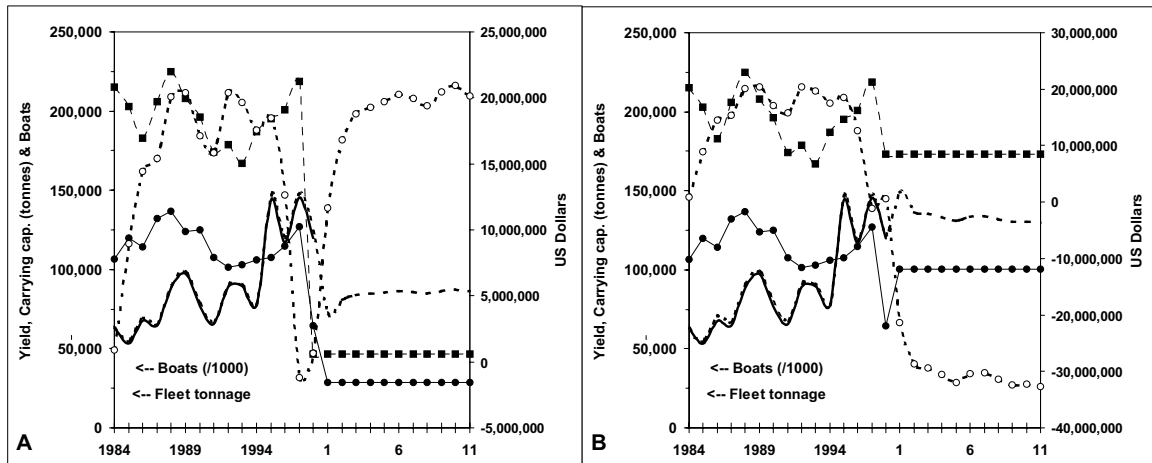 250,000
200,000
150,000
100,000
50,000
0
Yield, Carrying cap. (tonnes) & Boats
25,000,000
20,000,000
15,000,000
10,000,000
5,000,000
0
-5,000,000
US Dollars
<-- Boats (/1000)
<-- Fleet tonnage
A
1984 1989 1994 1 6 11
250,000
200,000
150,000
100,000
50,000
0
Yield, Carrying cap. (tonnes) & Boats
30,000,000
20,000,000
10,000,000
0
-10,000,000
-20,000,000
-30,000,000
-40,000,000
US Dollars
<-- Boats (/1000)
<-- Fleet tonnage
B
1984 1989 1994 1 6 11